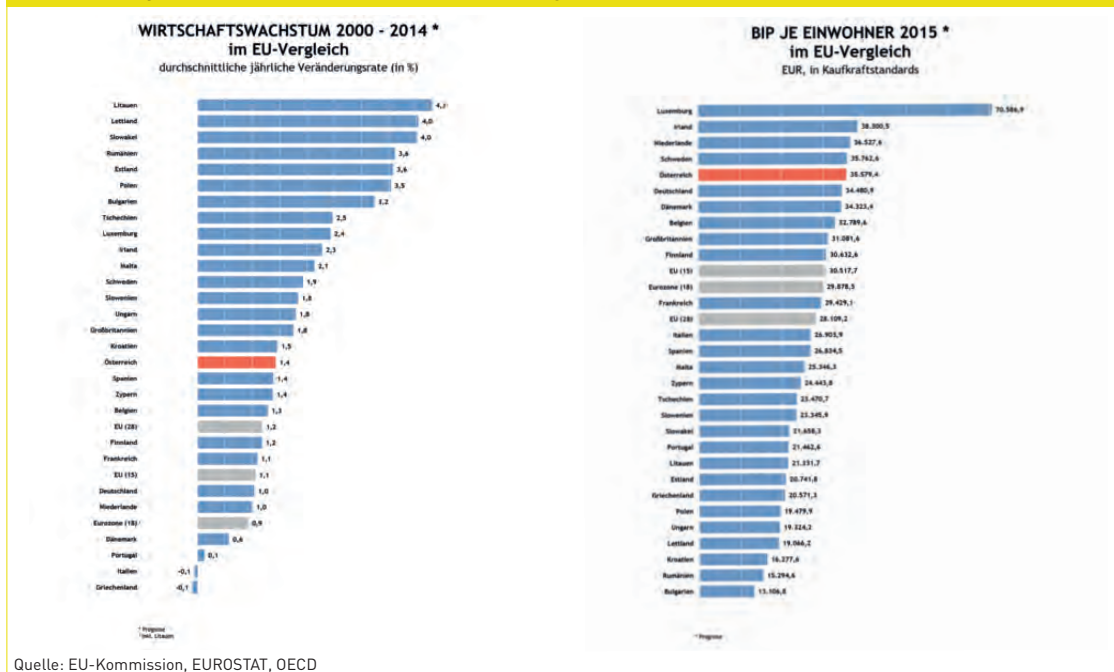 WIRTSCHAFTSWACHSTUM 2000 - 2014 *
im EU-Vergleich
durchschnittliche jährliche Veränderungsrate (in %)
Litauen
Lettland 4,0
Slowakei 4,0
Rumänien 3,6
Estland 3,6
Polen 3,5
Bulgarien 3,2
Tschechien 2,5
Luxemburg 2,4
Irland 2,3
Malta 2,1
Schweden 1,9
Slowenien 1,8
Ungarn 1,8
Großbritannien 1,8
Kroatien 1,5
Österreich 1,4
Spanien 1,4
Zypern 1,4
Belgien 1,3
EU (28) 1,2
Finnland 1,2
Frankreich 1,1
EU (15) 1,1
Deutschland 1,0
Niederlande 1,0
Eurozone (18) 0,9
Dänemark 0,6
Portugal 0,1
Italien -0,1
Griechenland -0,1
* Prognose
BIP JE EINWOHNER 2015 *
im EU-Vergleich
EUR, in Kaufkraftstandards
Luxemburg 70.586,9
Irland 38.300,5
Niederlande 36.527,6
Schweden 35.762,6
Österreich 35.579,4
Deutschland 34.480,9
Dänemark 34.323,4
Belgien 32.789,6
Großbritannien 31.081,6
Finnland 30.632,6
EU (15) 30.517,7
Eurozone (18) 29.878,5
Frankreich 29.429,1
EU (28) 28.109,2
Italien 26.905,9
Spanien 26.834,5
Malta 25.346,3
Zypern 24.443,8
Tschechien 23.470,7
Slowenien 23.345,9
Slowakei 21.658,3
Portugal 21.462,6
Litauen 21.331,7
Estland 20.741,8
Griechenland 20.571,3
Polen 19.479,9
Ungarn 19.324,2
Lettland 19.066,2
Kroatien 16.277,6
Rumänien 15.294,6
Bulgarien 13.106,8
* Prognose
Quelle: EU-Kommission, EUROSTAT, OECD